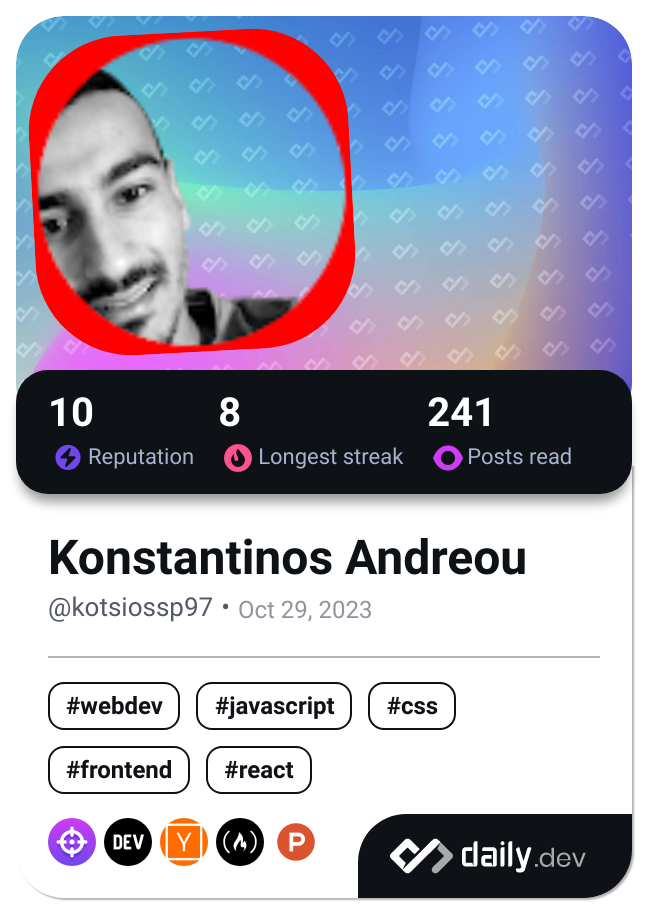 10 8 241
Reputation Longest streak Posts read
Konstantinos Andreou
@kotsiossp97 • Oct 29, 2023
#webdev #javascript #css
#frontend #react
DEV Y P
daily.dev